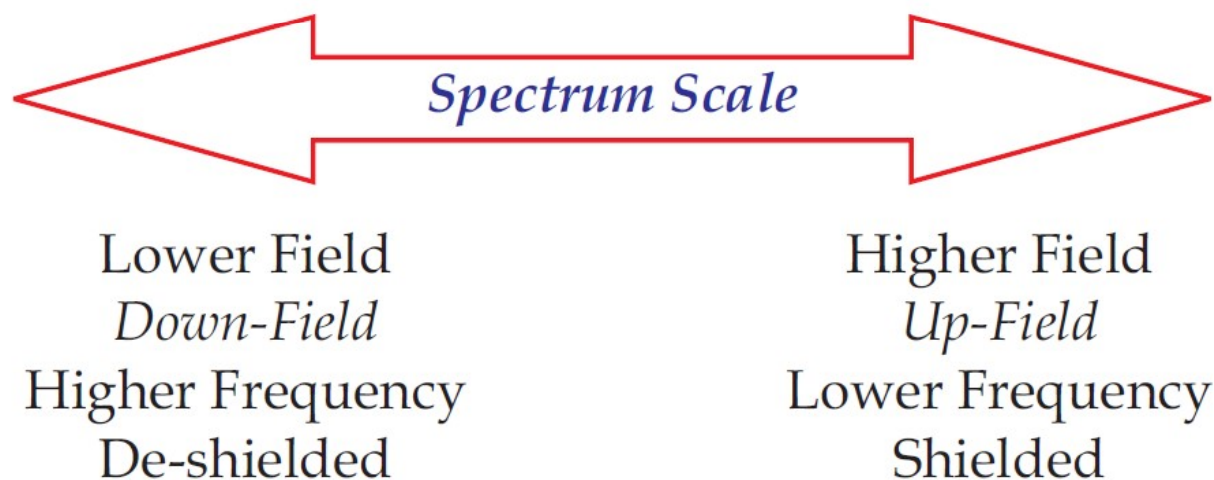 Spectrum Scale
Lower Field
Down-Field
Higher Frequency
De-shielded
Higher Field
Up-Field
Lower Frequency
Shielded